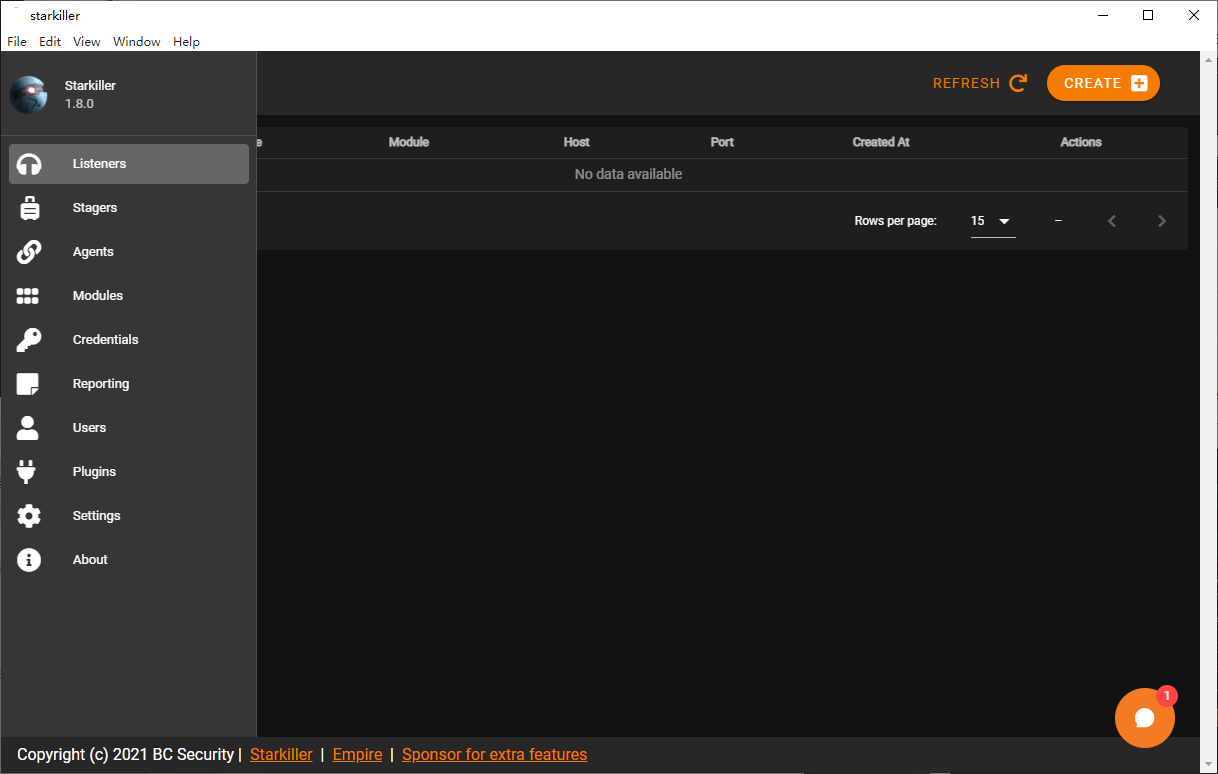 starkiller
File Edit View Window Help
Starkiller
1.8.0
REFRESH CREATE
Listeners
Stagers
Agents
Modules
Credentials
Reporting
Users
Plugins
Settings
About
e Module Host Port Created At Actions
No data available
Rows per page: 15 –
1
Copyright (c) 2021 BC Security | Starkiller | Empire | Sponsor for extra features